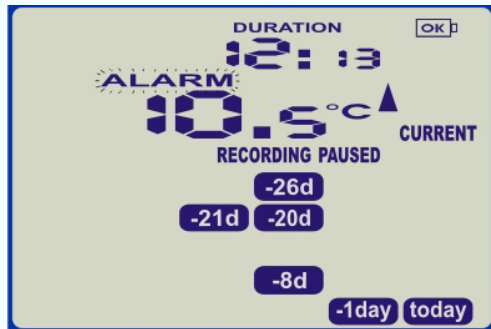 DURATION OK
12:13
ALARM
10.5°C
CURRENT
RECORDING PAUSED
-26d
-21d -20d
-8d
-1day today